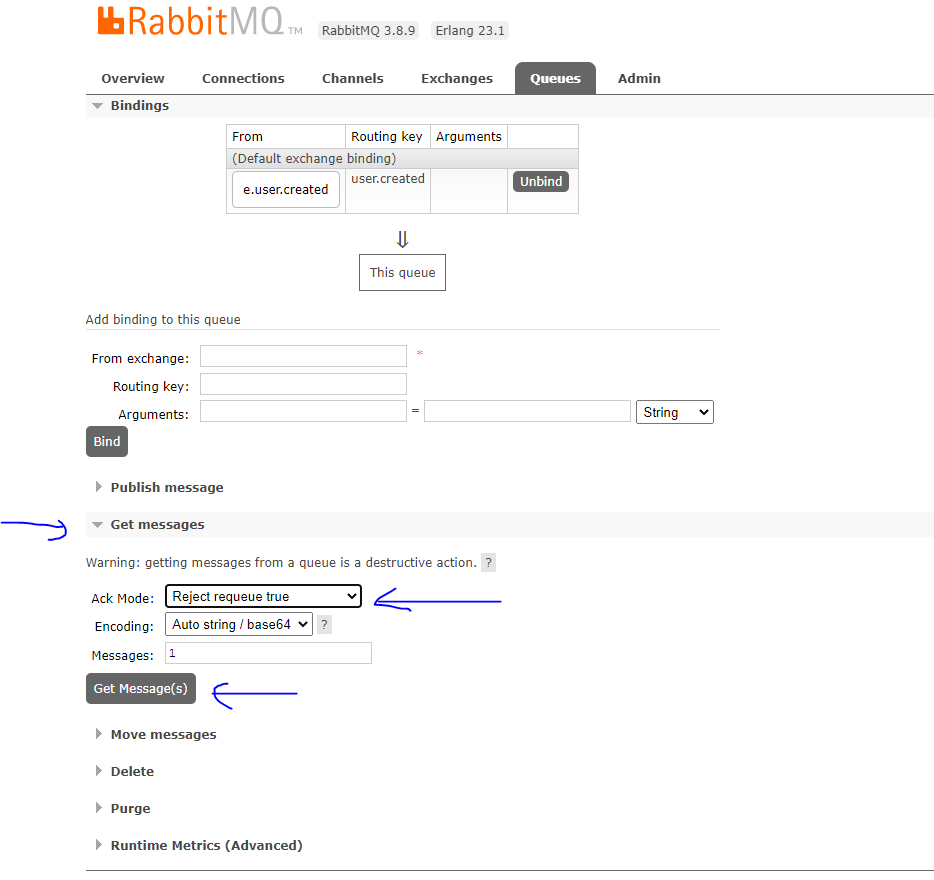 RabbitMQ TM RabbitMQ 3.8.9 Erlang 23.1
Overview Connections Channels Exchanges Queues Admin
Bindings
From Routing key Arguments
(Default exchange binding)
e.user.created user.created Unbind
⇓
This queue
Add binding to this queue
From exchange: *
Routing key:
Arguments: = String
Bind
Publish message
Get messages
Warning: getting messages from a queue is a destructive action. ?
Ack Mode: Reject requeue true
Encoding: Auto string / base64 ?
Messages: 1
Get Message(s)
Move messages
Delete
Purge
Runtime Metrics (Advanced)